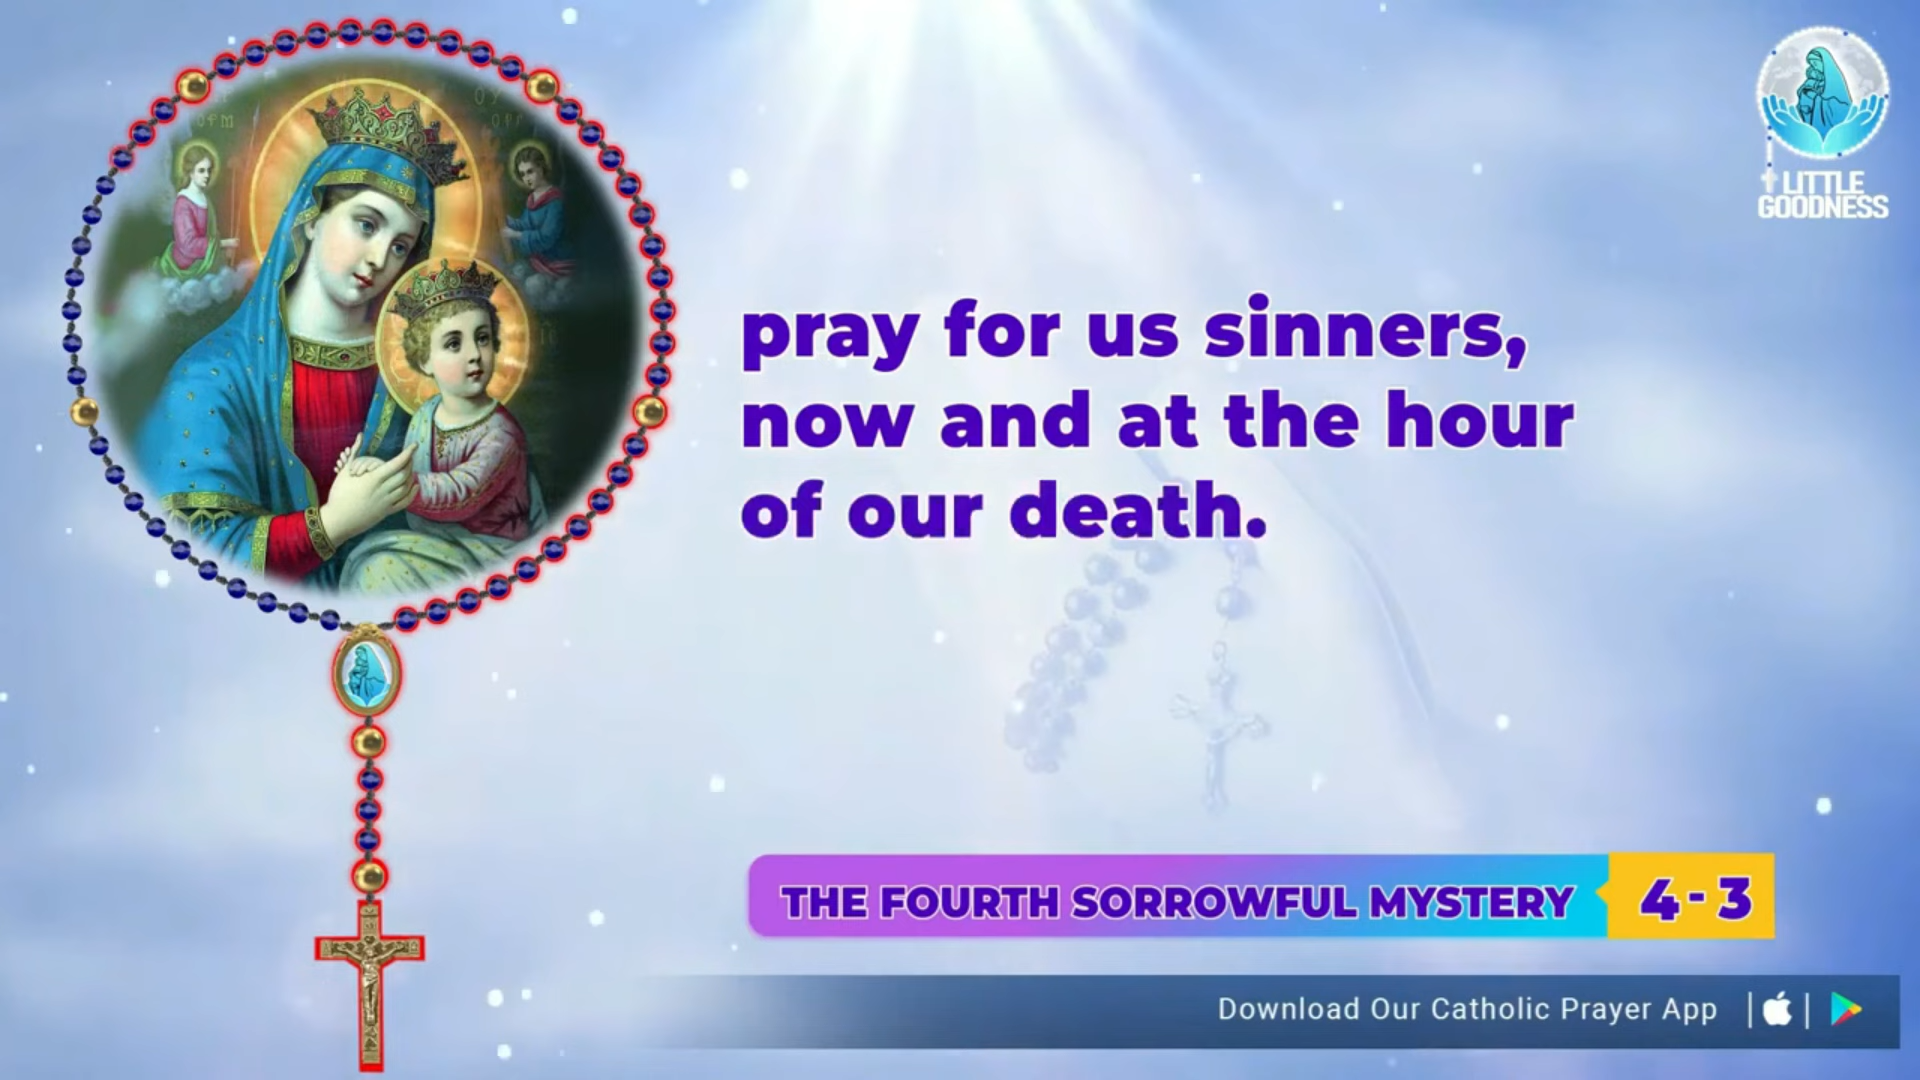 LITTLE
GOODNESS
pray for us sinners,
now and at the hour
of our death.
THE FOURTH SORROWFUL MYSTERY
4 - 3
Download Our Catholic Prayer App